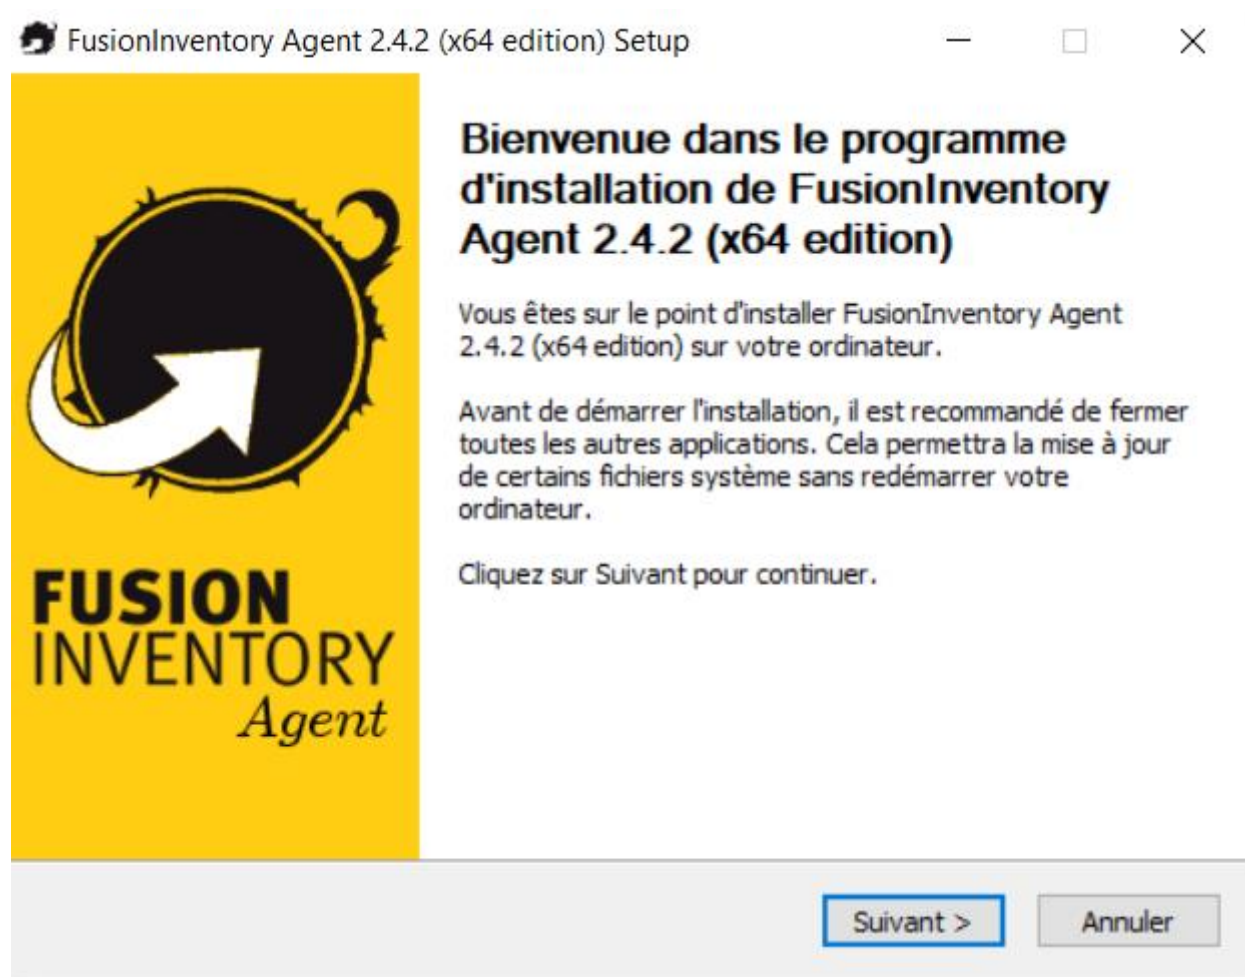 FusionInventory Agent 2.4.2 (x64 edition) Setup
Bienvenue dans le programme
d'installation de FusionInventory
Agent 2.4.2 (x64 edition)
Vous êtes sur le point d'installer FusionInventory Agent
2.4.2 (x64 edition) sur votre ordinateur.
Avant de démarrer l'installation, il est recommandé de fermer
toutes les autres applications. Cela permettra la mise à jour
de certains fichiers système sans redémarrer votre
ordinateur.
Cliquez sur Suivant pour continuer.
FUSION
INVENTORY
Agent
Suivant >
Annuler